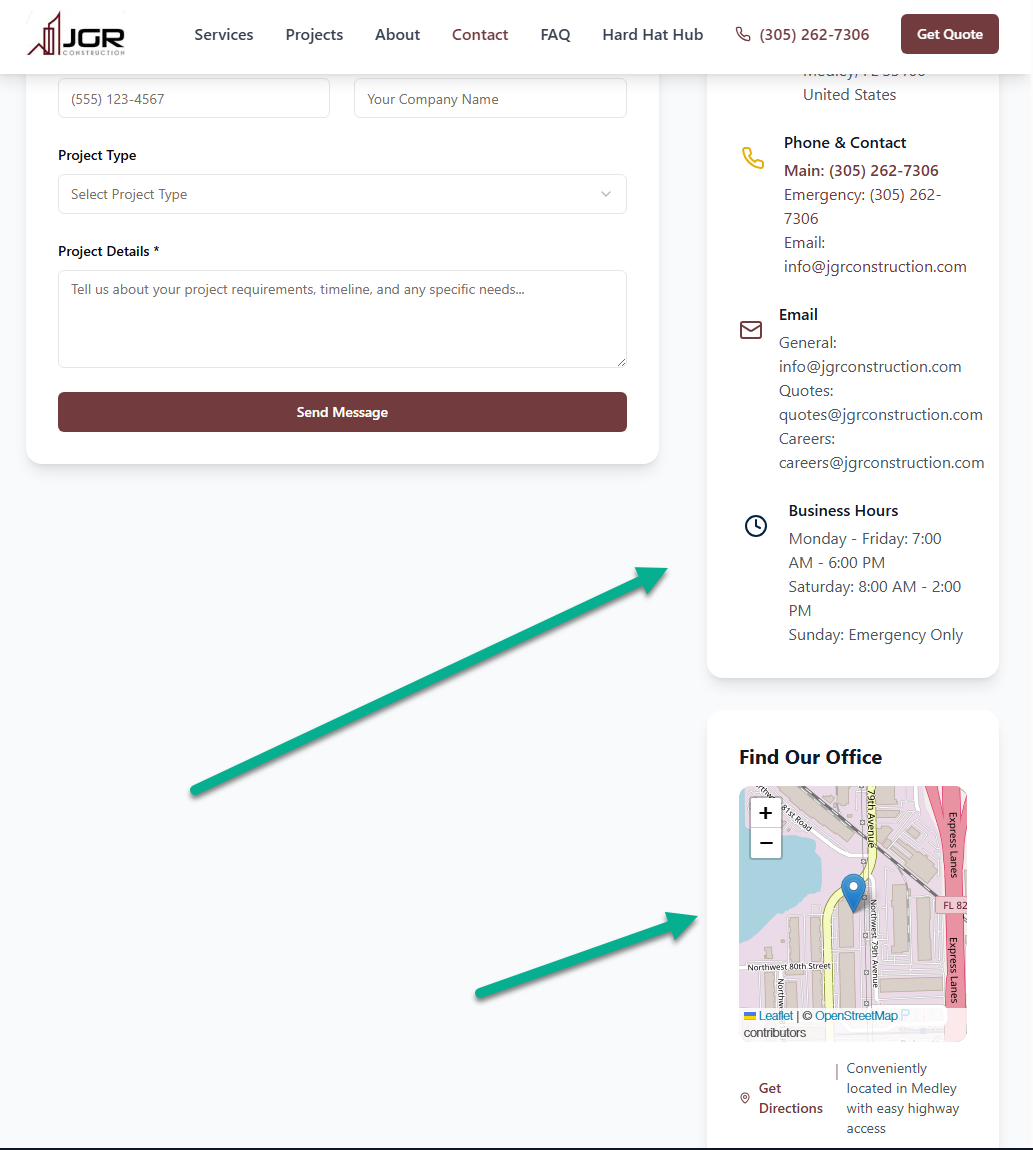 JGR
CONSTRUCTION
Services
Projects
About
Contact
FAQ
Hard Hat Hub
(305) 262-7306
Get Quote
(555) 123-4567
Your Company Name
Project Type
Select Project Type
Project Details *
Tell us about your project requirements, timeline, and any specific needs...
Send Message
United States
Phone & Contact
Main: (305) 262-7306
Emergency: (305) 262-
7306
Email:
info@jgrconstruction.com
Email
General:
info@jgrconstruction.com
Quotes:
quotes@jgrconstruction.com
Careers:
careers@jgrconstruction.com
Business Hours
Monday - Friday: 7:00
AM - 6:00 PM
Saturday: 8:00 AM - 2:00
PM
Sunday: Emergency Only
Find Our Office
+
−
81st Road
79th Avenue
Express Lanes
FL 82
Northwest 79th Avenue
Northwest 80th Street
Express Lanes
Leaflet | © OpenStreetMap
contributors
Get
Directions
|
Conveniently
located in Medley
with easy highway
access